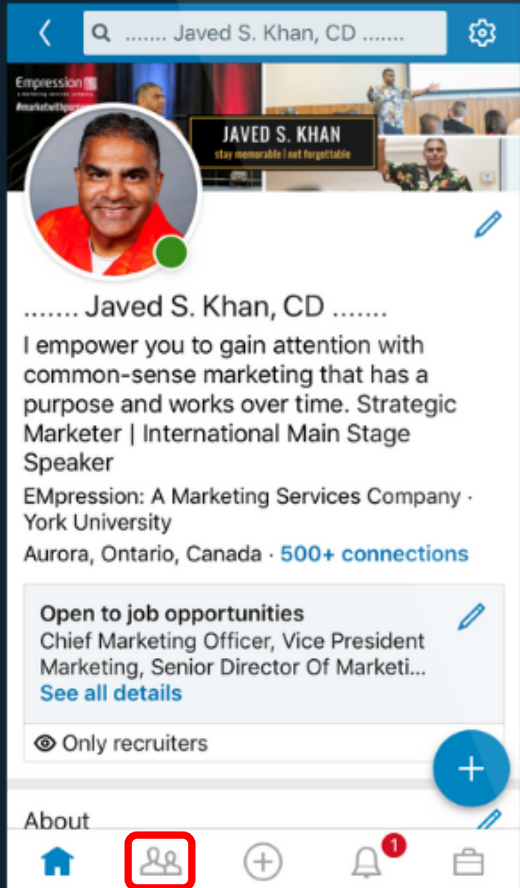 ....... Javed S. Khan, CD .......
Empression
a marketing services company
#marketwithpurpose
JAVED S. KHAN
stay memorable | not forgettable
....... Javed S. Khan, CD .......
I empower you to gain attention with
common-sense marketing that has a
purpose and works over time. Strategic
Marketer | International Main Stage
Speaker
EMpression: A Marketing Services Company ·
York University
Aurora, Ontario, Canada · 500+ connections
Open to job opportunities
Chief Marketing Officer, Vice President
Marketing, Senior Director Of Marketi...
See all details
Only recruiters
About
1